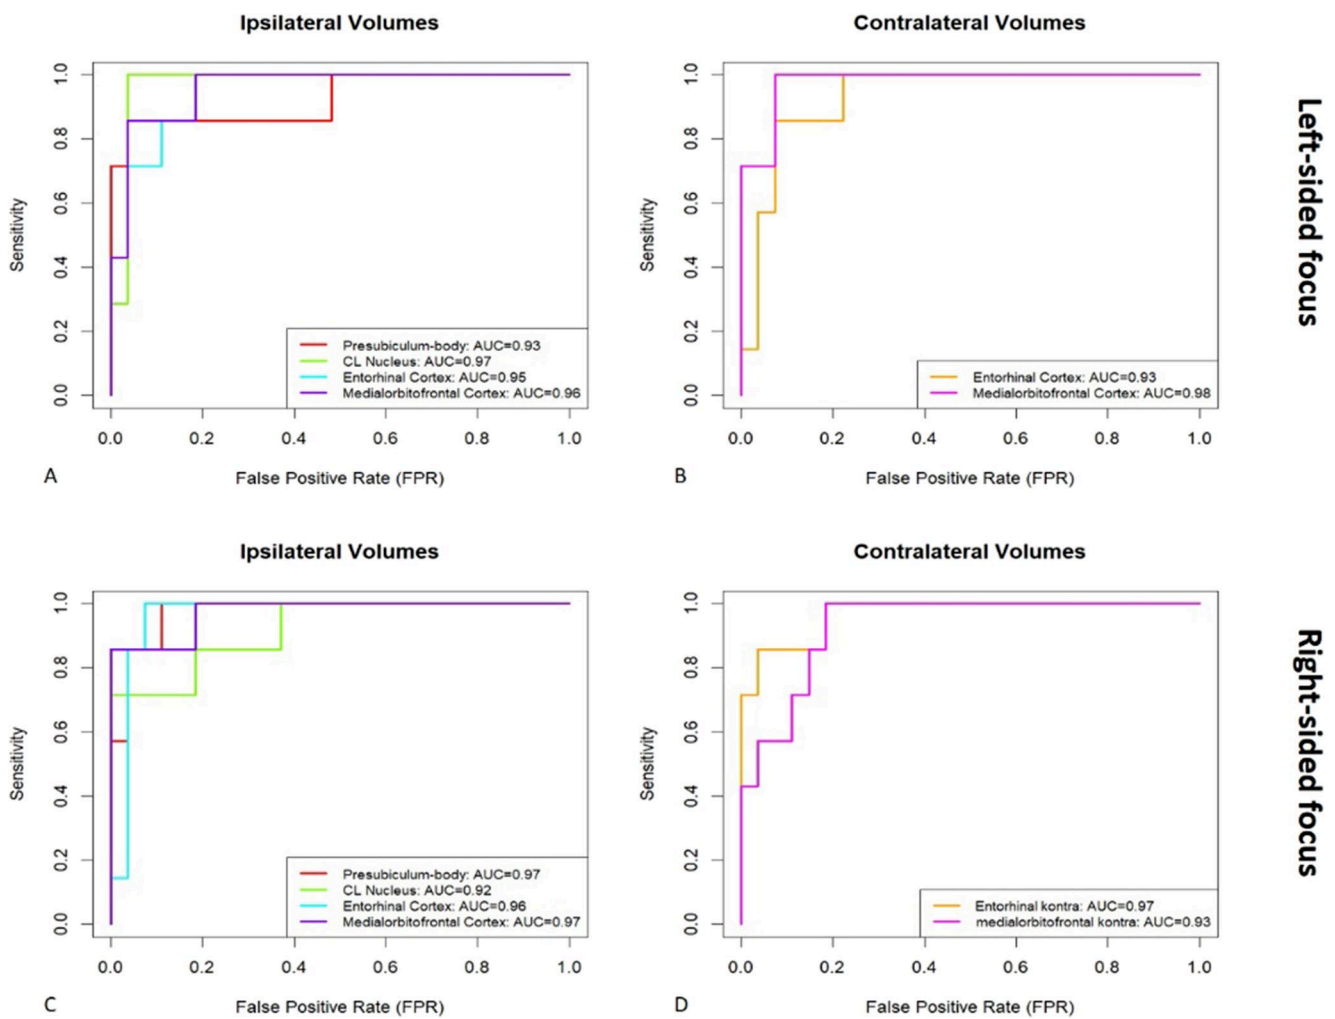 Ipsilateral Volumes
Sensitivity
1.0
0.8
0.6
0.4
0.2
0.0
Presubiculum-body: AUC=0.93
CL Nucleus: AUC=0.97
Entorhinal Cortex: AUC=0.95
Medialorbitofrontal Cortex: AUC=0.96
0.0 0.2 0.4 0.6 0.8 1.0
False Positive Rate (FPR)
A
Contralateral Volumes
Sensitivity
1.0
0.8
0.6
0.4
0.2
0.0
Entorhinal Cortex: AUC=0.93
Medialorbitofrontal Cortex: AUC=0.98
0.0 0.2 0.4 0.6 0.8 1.0
False Positive Rate (FPR)
B
Left-sided focus
Ipsilateral Volumes
Sensitivity
1.0
0.8
0.6
0.4
0.2
0.0
Presubiculum-body: AUC=0.97
CL Nucleus: AUC=0.92
Entorhinal Cortex: AUC=0.96
Medialorbitofrontal Cortex: AUC=0.97
0.0 0.2 0.4 0.6 0.8 1.0
False Positive Rate (FPR)
C
Contralateral Volumes
Sensitivity
1.0
0.8
0.6
0.4
0.2
0.0
Entorhinal kontra: AUC=0.97
medialorbitofrontal kontra: AUC=0.93
0.0 0.2 0.4 0.6 0.8 1.0
False Positive Rate (FPR)
D
Right-sided focus